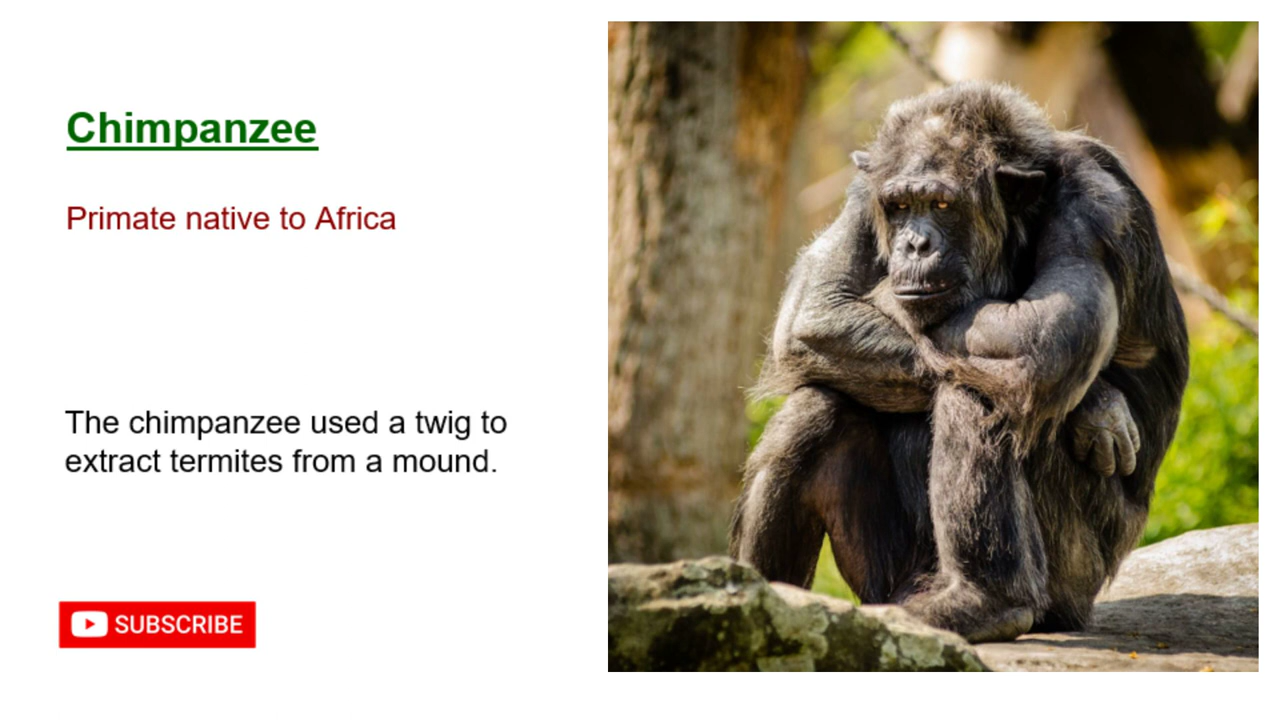 Chimpanzee
Primate native to Africa
The chimpanzee used a twig to
extract termites from a mound.
SUBSCRIBE